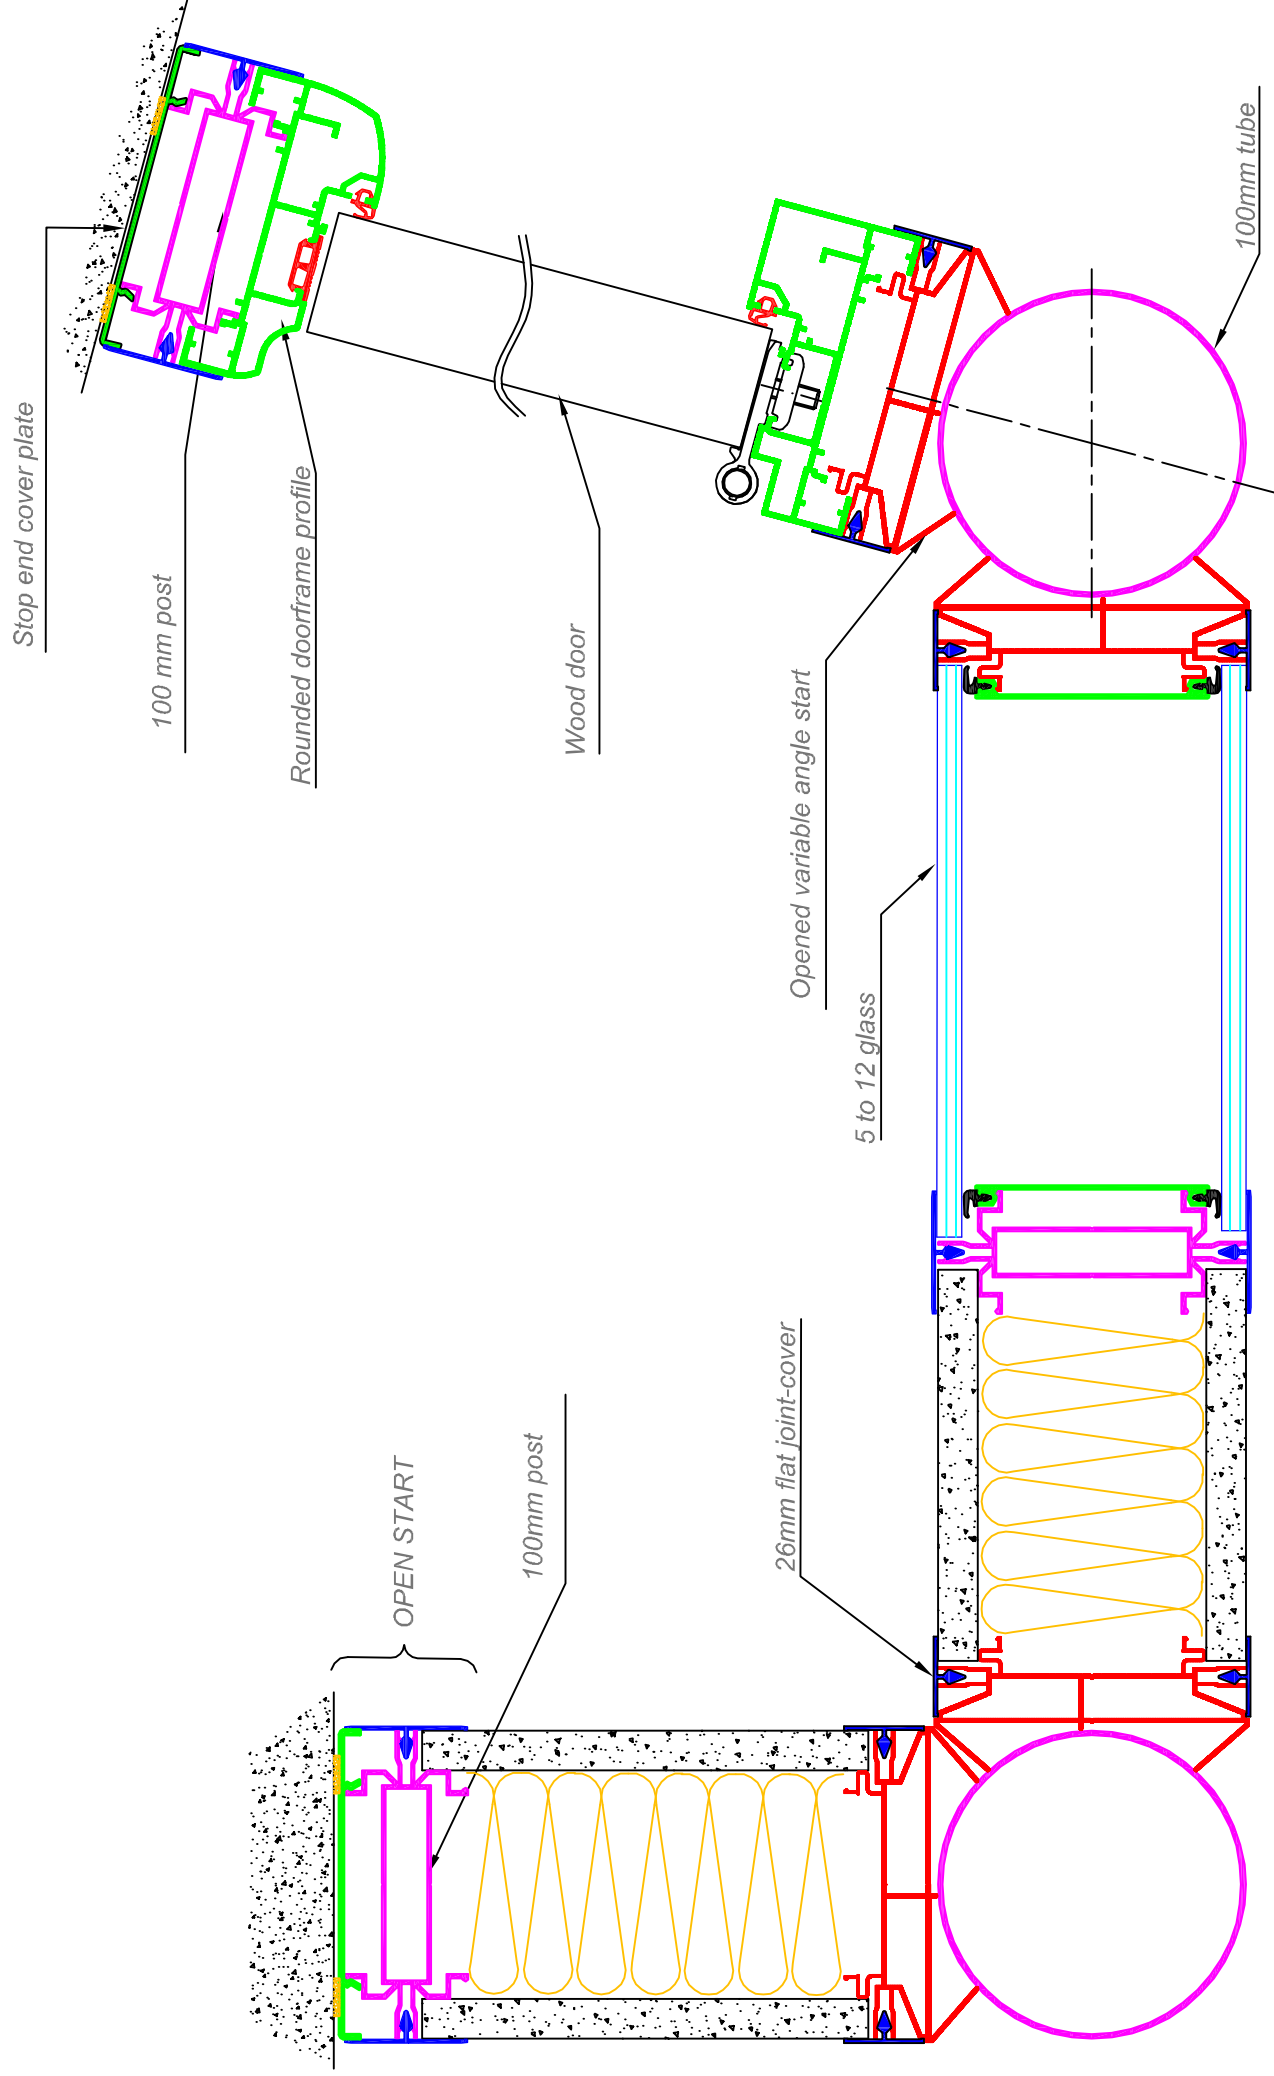 Stop end cover plate
100 mm post
Rounded doorframe profile
Wood door
Opened variable angle start
5 to 12 glass
100mm tube
OPEN START
100mm post
26mm flat joint-cover